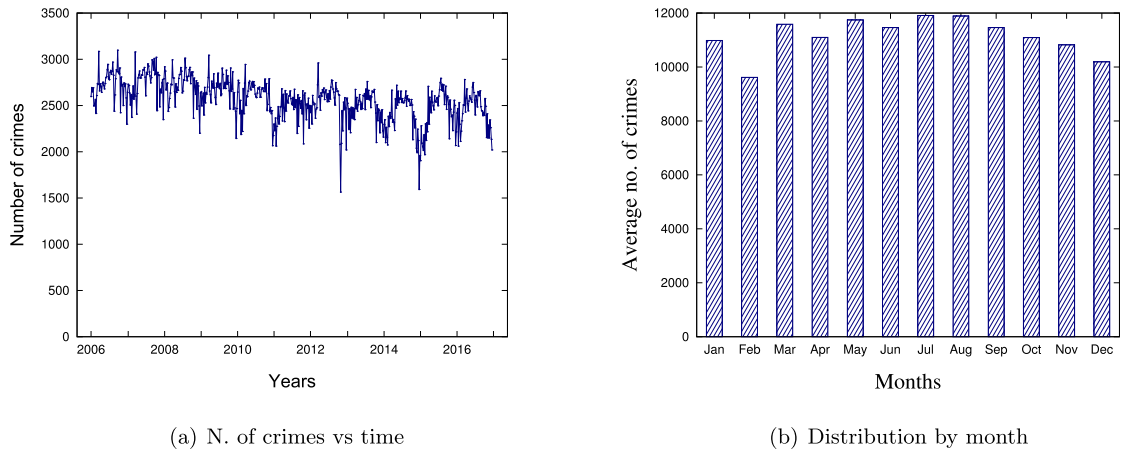 3500
3000
2500
2000
1500
1000
500
0
Number of crimes
2006 2008 2010 2012 2014 2016
Years
(a) N. of crimes vs time
12000
10000
8000
6000
4000
2000
0
Average no. of crimes
Jan Feb Mar Apr May Jun Jul Aug Sep Oct Nov Dec
Months
(b) Distribution by month